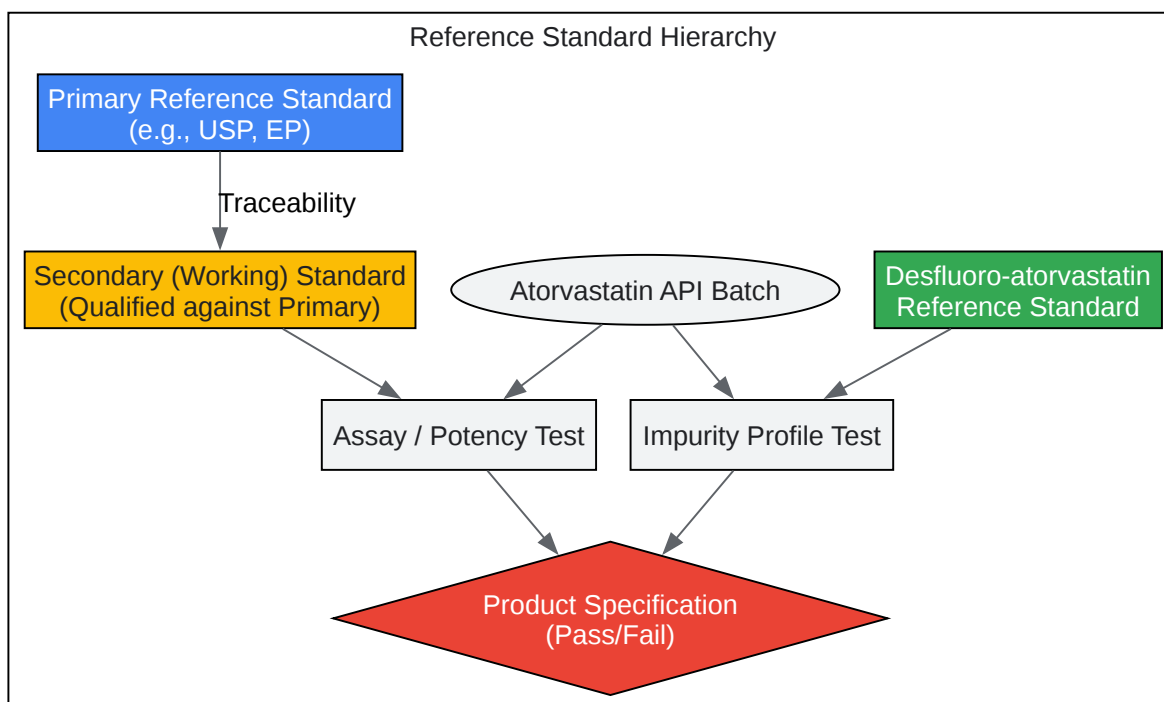 Reference Standard Hierarchy
Primary Reference Standard
(e.g., USP, EP)
Traceability
Secondary (Working) Standard
(Qualified against Primary)
Atorvastatin API Batch
Desfluoro-atorvastatin
Reference Standard
Assay / Potency Test
Impurity Profile Test
Product Specification
(Pass/Fail)